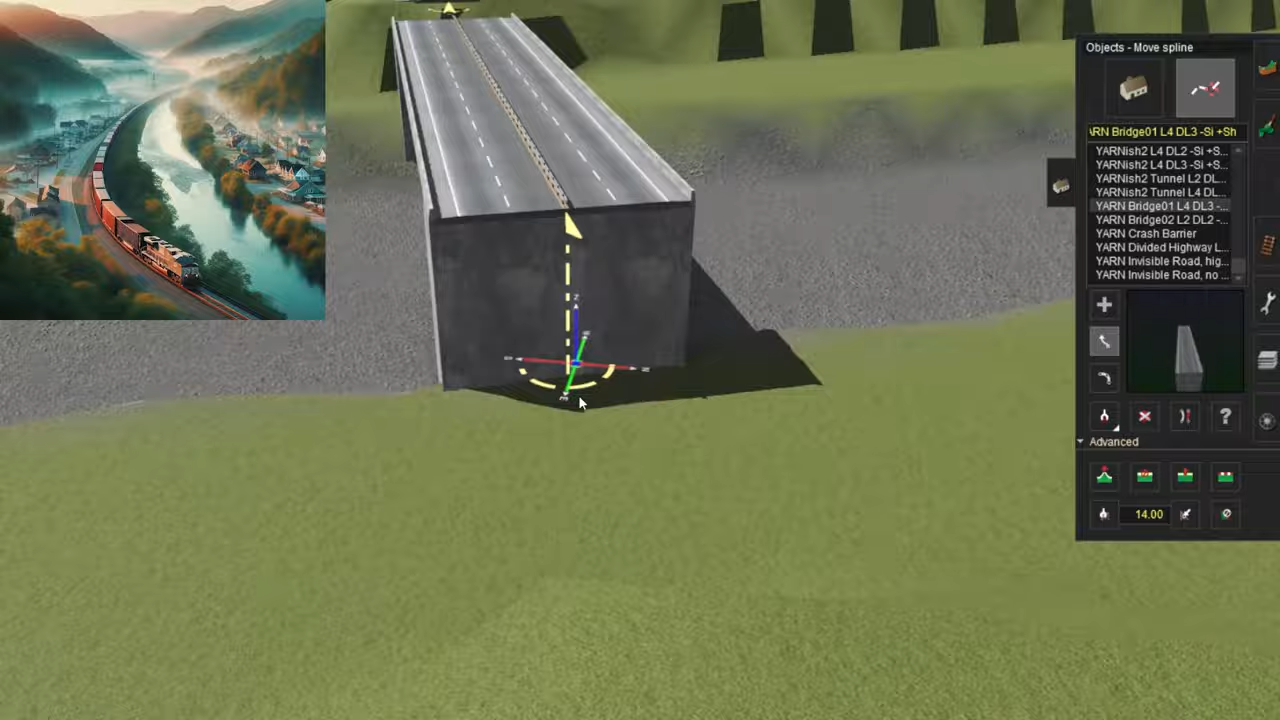 Objects - Move spline
\RN Bridge01 L4 DL3 -Si +Sh
YARNish2 L4 DL2 -Si +S...
YARNish2 L4 DL3 -Si +S...
YARNish2 Tunnel L2 DL...
YARNish2 Tunnel L4 DL...
YARN Bridge01 L4 DL3 -...
YARN Bridge02 L2 DL2 -...
YARN Crash Barrier
YARN Divided Highway L...
YARN Invisible Road, hig...
YARN Invisible Road, no ...
Advanced
14.00